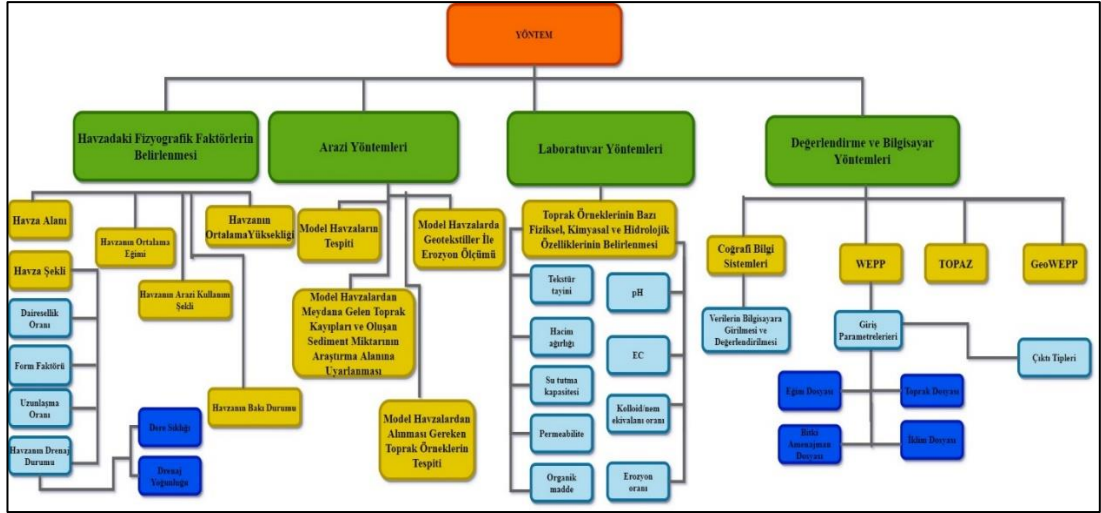 YÖNTEM
Havzadaki Fizyografik Faktörlerin
Belirlenmesi
Arazi Yöntemleri
Laboratuvar Yöntemleri
Değerlendirme ve Bilgisayar
Yöntemleri
Havza Alanı
Havzanın Ortalama
Eğimi
Havzanın
OrtalamaYüksekliği
Havza Şekli
Havzanın Arazi Kullanım
Şekli
Dairesellik
Oranı
Form Faktörü
Uzunlaşma
Oranı
Havzanın Drenaj
Durumu
Dere Sıklığı
Drenaj
Yoğunluğu
Havzanın Bakı Durumu
Model Havzaların
Tespiti
Model Havzalarda
Geotekstiller İle
Erozyon Ölçümü
Model Havzalardan
Meydana Gelen Toprak
Kayıpları ve Oluşan
Sediment Miktarının
Araştırma Alanına
Uyarlanması
Model Havzalardan
Alınması Gereken
Toprak Örneklerin
Tespiti
Toprak Örneklerinin Bazı
Fiziksel, Kimyasal ve Hidrolojik
Özelliklerinin Belirlenmesi
Tekstür
tayini
pH
Hacim
ağırlığı
EC
Su tutma
kapasitesi
Kolloid/nem
ekivalanı oranı
Permeabilite
Organik
madde
Erozyon
oranı
Coğrafi Bilgi
Sistemleri
WEPP
TOPAZ
GeoWEPP
Verilerin Bilgisayara
Girilmesi ve
Değerlendirilmesi
Giriş
Parametrelerieri
Çıktı Tipleri
Eğim Dosyası
Toprak Dosyası
Bitki
Amenajman
Dosyası
İklim Dosyası